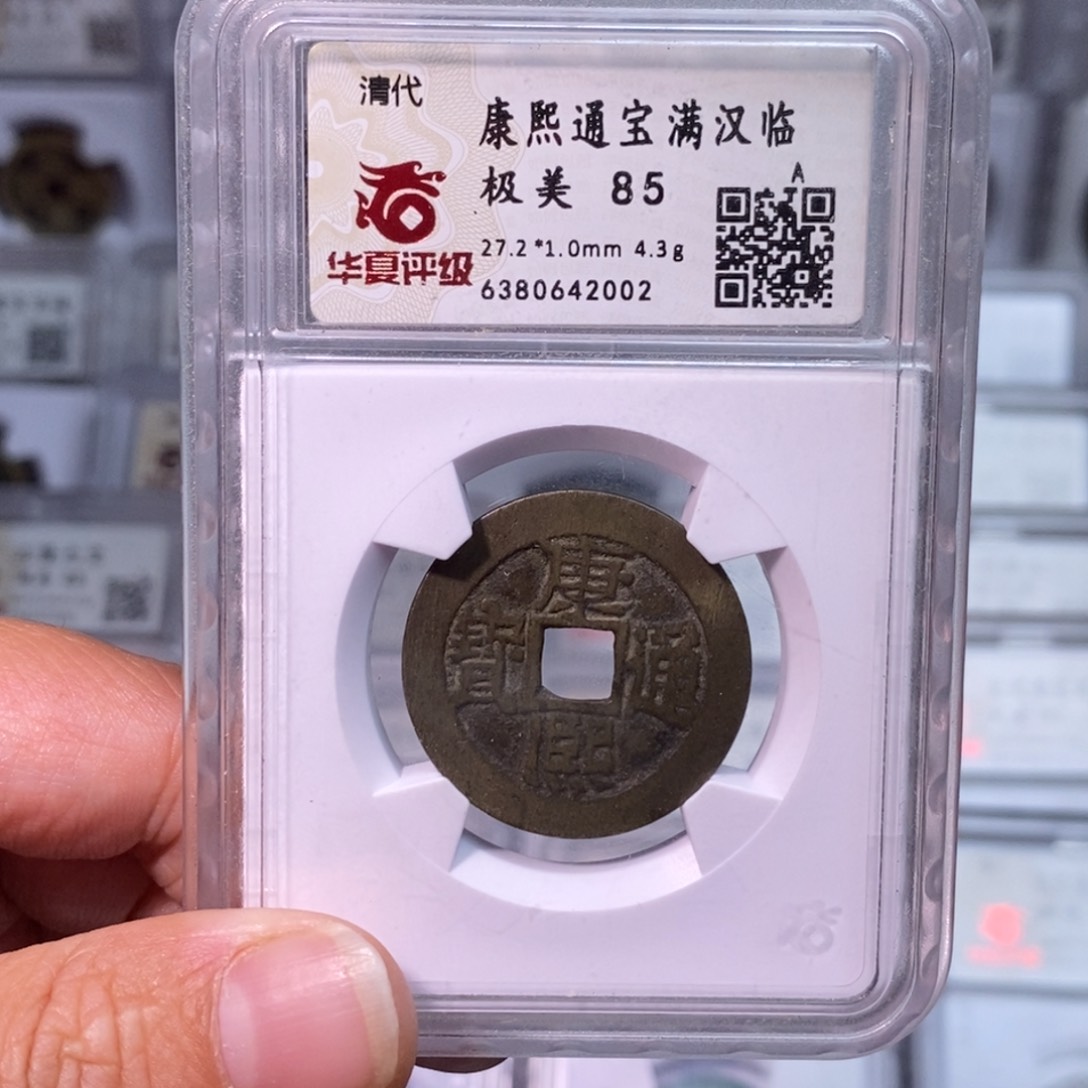 清代
华夏评级
康熙通宝满汉临
极美 85
27.2*1.0mm 4.3g
6380642002
A
康熙通寶